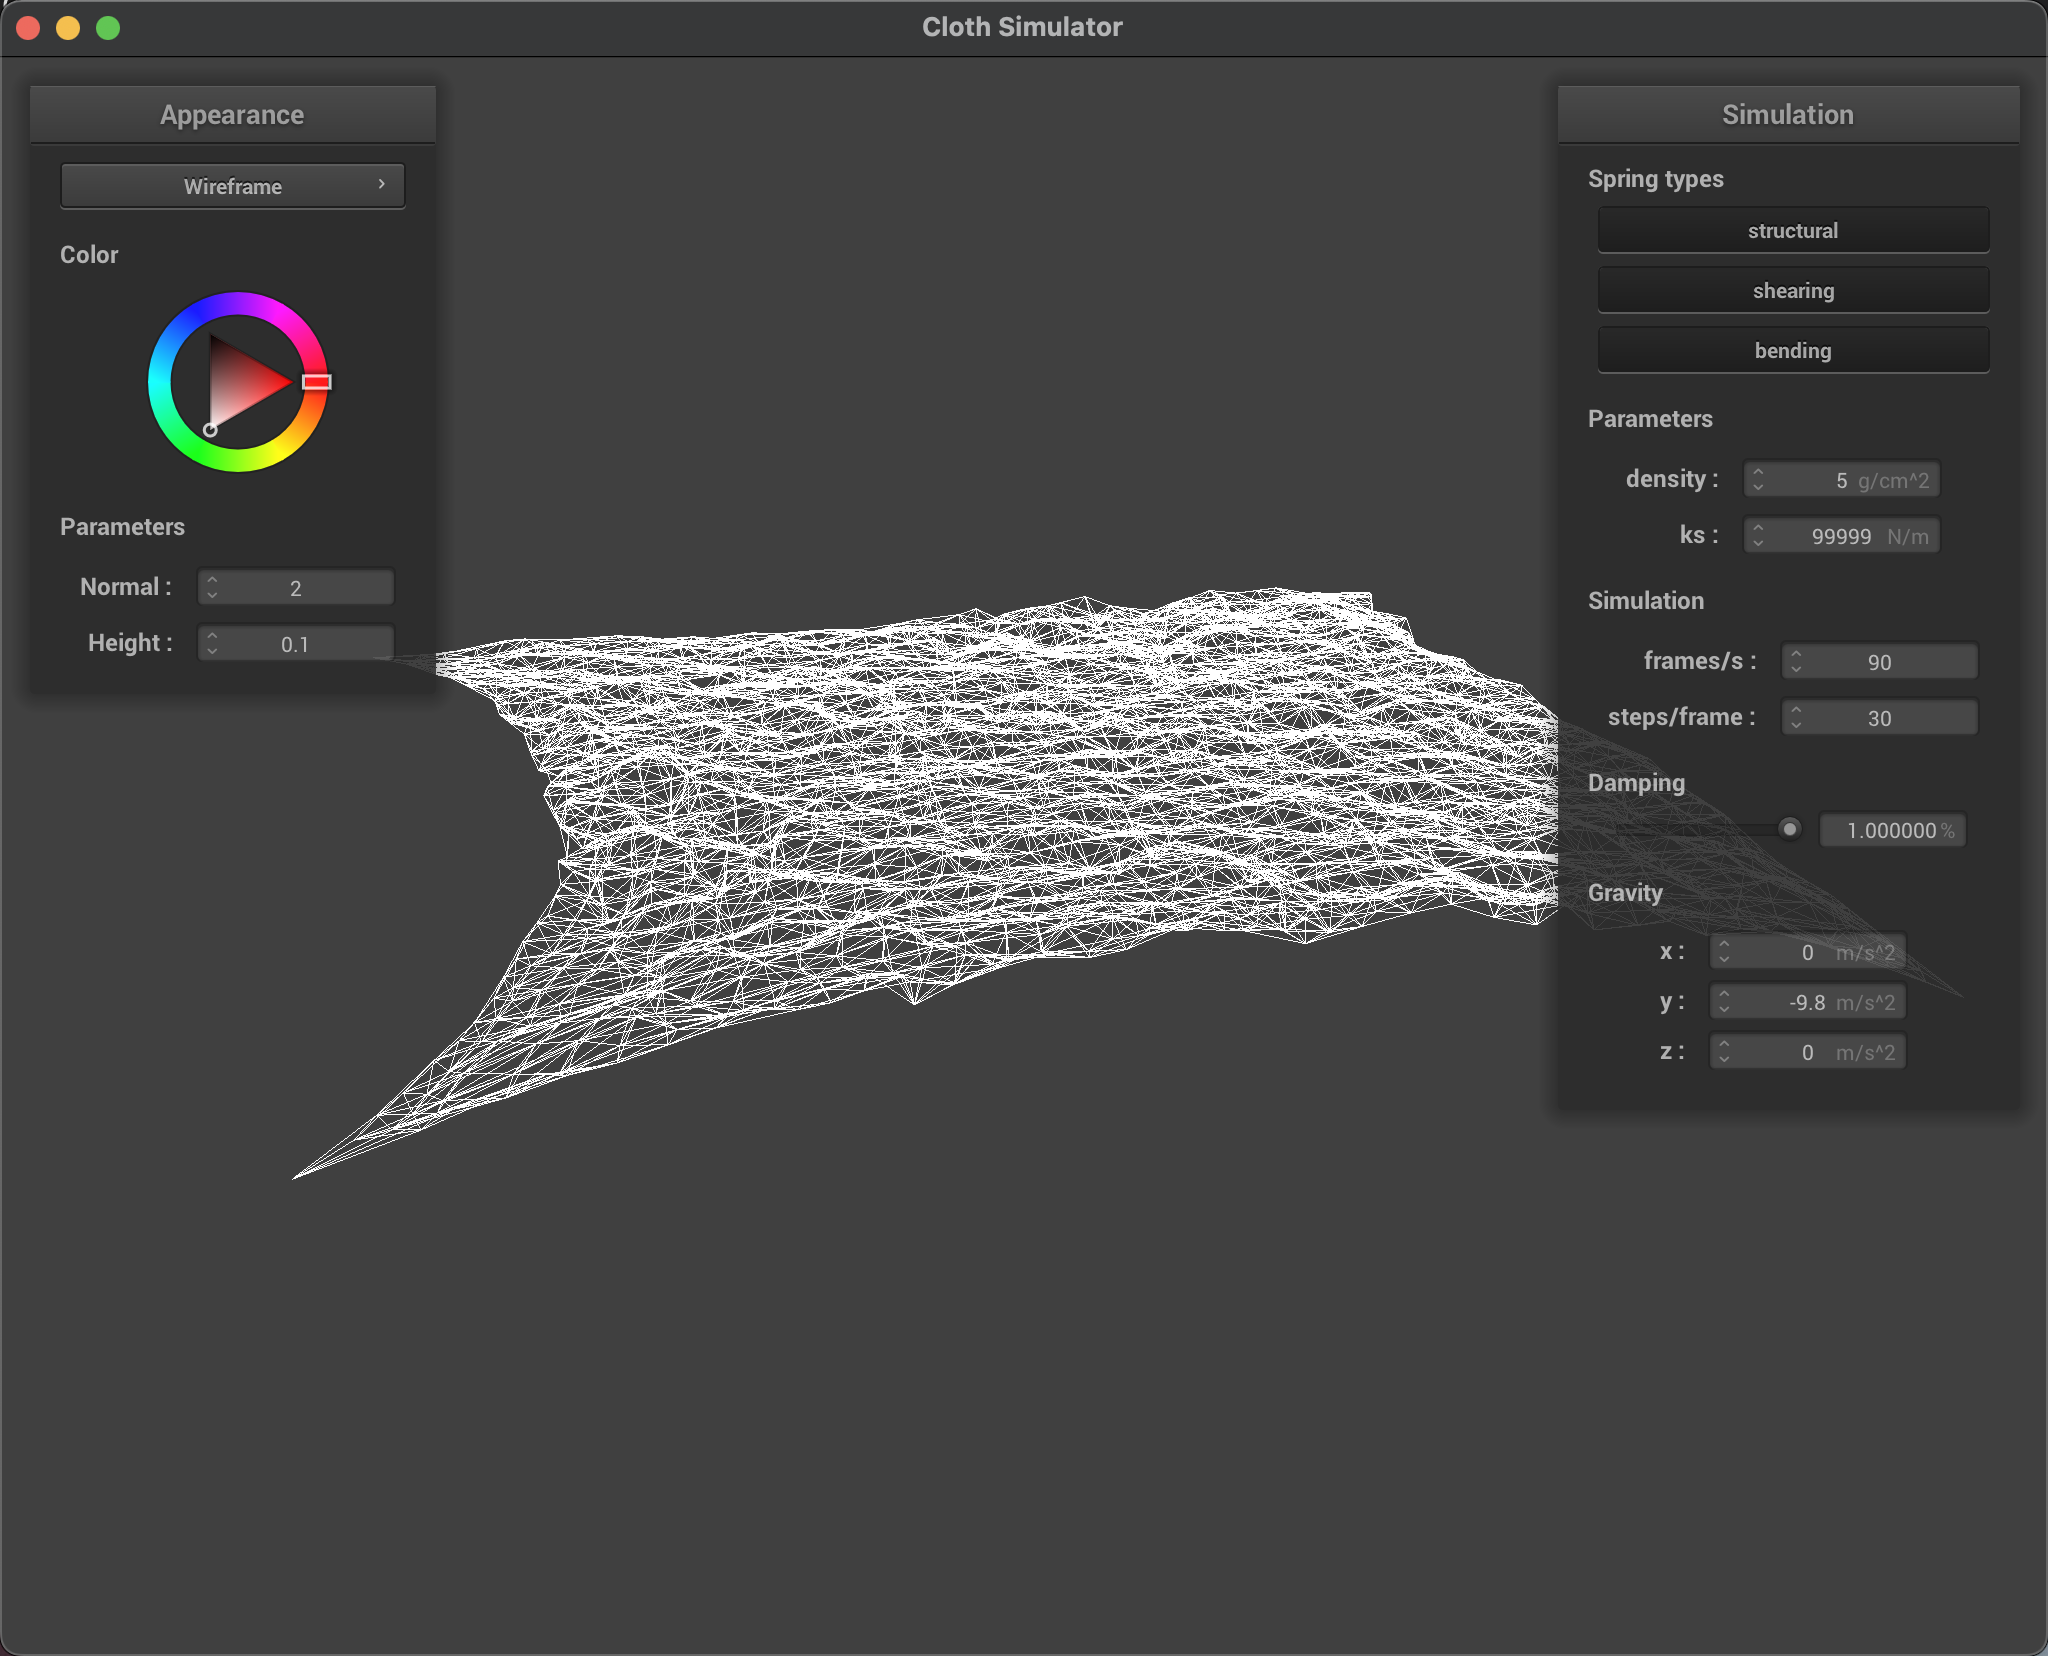 Cloth Simulator
Appearance
Wireframe
Color
Parameters
Normal : 2
Height : 0.1
Simulation
Spring types
structural
shearing
bending
Parameters
density : 5 g/cm^2
ks : 99999 N/m
Simulation
frames/s : 90
steps/frame : 30
Damping
1.000000 %
Gravity
x : 0 m/s^2
y : -9.8 m/s^2
z : 0 m/s^2